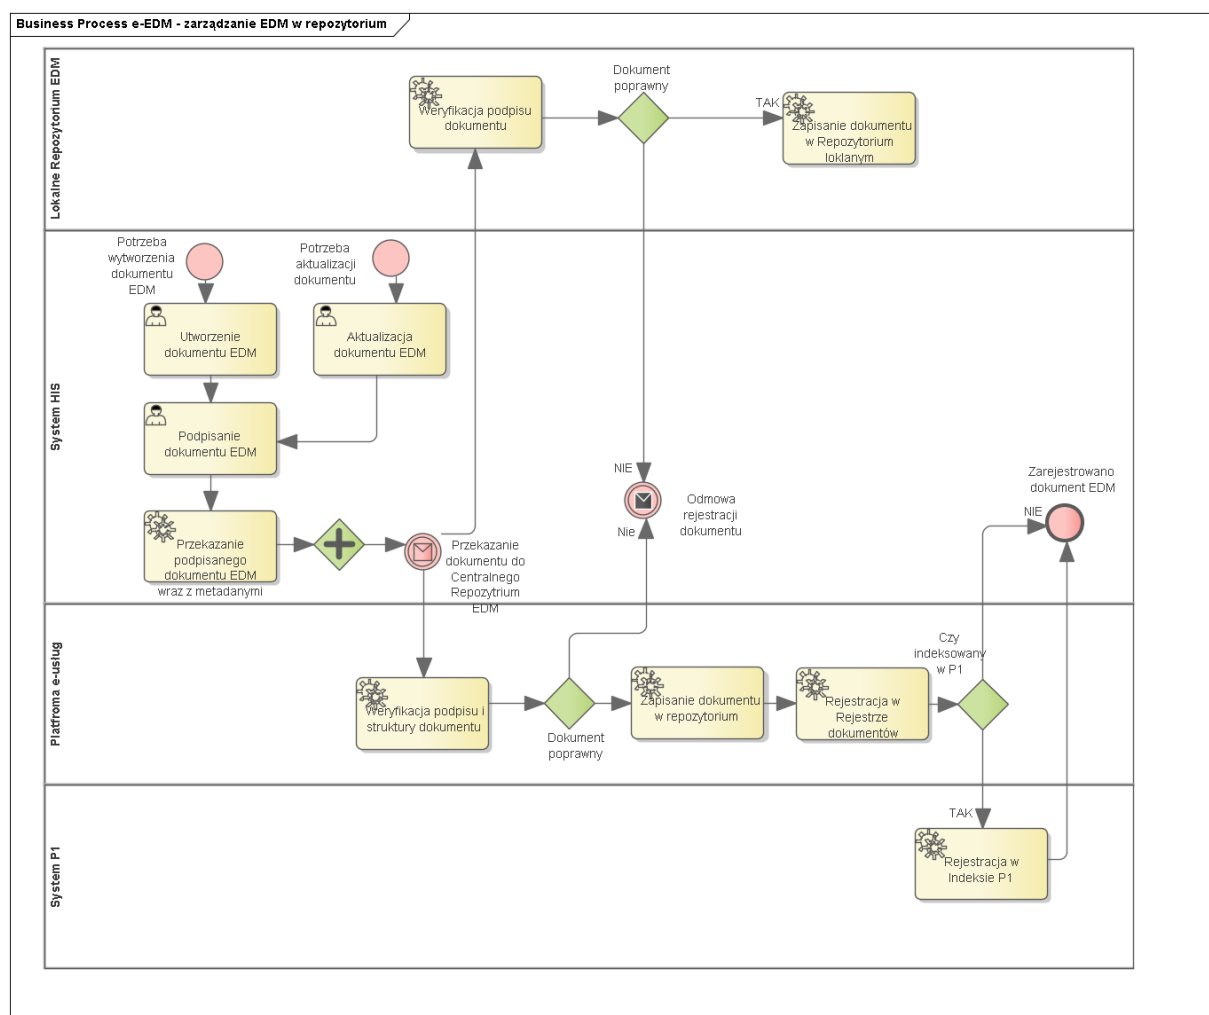 Business Process e-EDM - zarządzanie EDM w repozytorium
Lokalne Repozytorium EDM
Weryfikacja podpisu
dokumentu
Dokument
poprawny
TAK
Zapisanie dokumentu
w Repozytorium
loklanym
System HIS
Potrzeba
wytworzenia
dokumentu
EDM
Potrzeba
aktualizacji
dokumentu
Utworzenie
dokumentu EDM
Aktualizacja
dokumentu EDM
Podpisanie
dokumentu EDM
Przekazanie
podpisanego
dokumentu EDM
wraz z metadanymi
Przekazanie
dokumentu do
Centralnego
Repozytrium
EDM
NIE
Nie
Odmowa
rejestracji
dokumentu
Zarejestrowano
dokument EDM
NIE
Platfroma e-usług
Weryfikacja podpisu i
struktury dokumentu
Dokument
poprawny
Zapisanie dokumentu
w repozytorium
Rejestracja w
Rejestrze
dokumentów
Czy
indeksowany
w P1
System P1
TAK
Rejestracja w
Indeksie P1